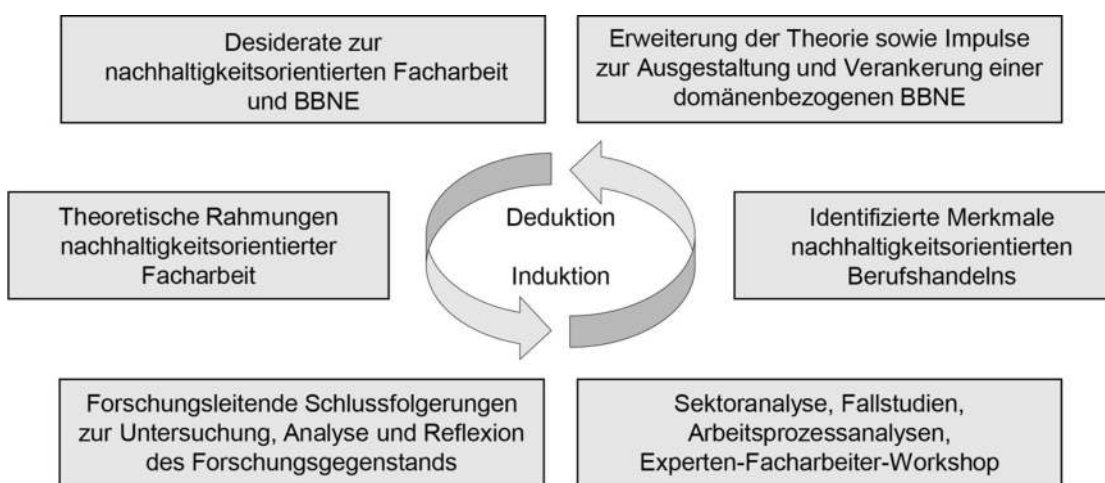 Desiderate zur
nachhaltigkeitsorientierten Facharbeit
und BBNE
Erweiterung der Theorie sowie Impulse
zur Ausgestaltung und Verankerung einer
domänenbezogenen BBNE
Theoretische Rahmungen
nachhaltigkeitsorientierter
Facharbeit
Deduktion
Induktion
Identifizierte Merkmale
nachhaltigkeitsorientierten
Berufshandelns
Forschungsleitende Schlussfolgerungen
zur Untersuchung, Analyse und Reflexion
des Forschungsgegenstands
Sektoranalyse, Fallstudien,
Arbeitsprozessanalysen,
Experten-Facharbeiter-Workshop